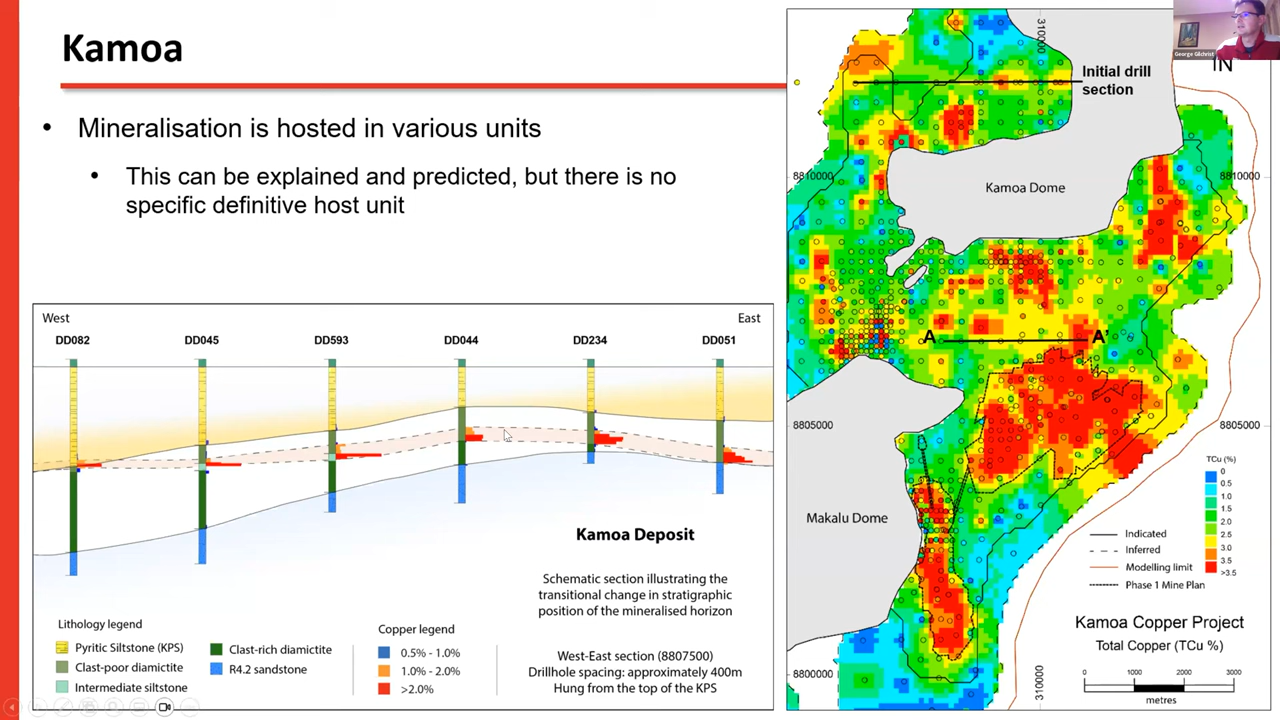 Kamoa
• Mineralisation is hosted in various units
• This can be explained and predicted, but there is no
specific definitive host unit
West
East
DD082
DD045
DD593
DD044
DD234
DD051
Kamoa Deposit
Schematic section illustrating the
transitional change in stratigraphic
position of the mineralised horizon
West-East section (8807500)
Drillhole spacing: approximately 400m
Hung from the top of the KPS
Lithology legend
Pyritic Siltstone (KPS)
Clast-poor diamictite
Intermediate siltstone
Clast-rich diamictite
R4.2 sandstone
Copper legend
0.5% - 1.0%
1.0% - 2.0%
>2.0%
George Gilchrist
310000
IN
Initial drill
section
8810000
Kamoa Dome
8810000
A
A'
8805000
8805000
Makalu Dome
TCu (%)
0
0.5
1.0
1.5
2.0
2.5
3.0
3.5
>3.5
Indicated
Inferred
Modelling limit
Phase 1 Mine Plan
Kamoa Copper Project
Total Copper (TCu %)
8800000
310000
0
1000
2000
3000
metres